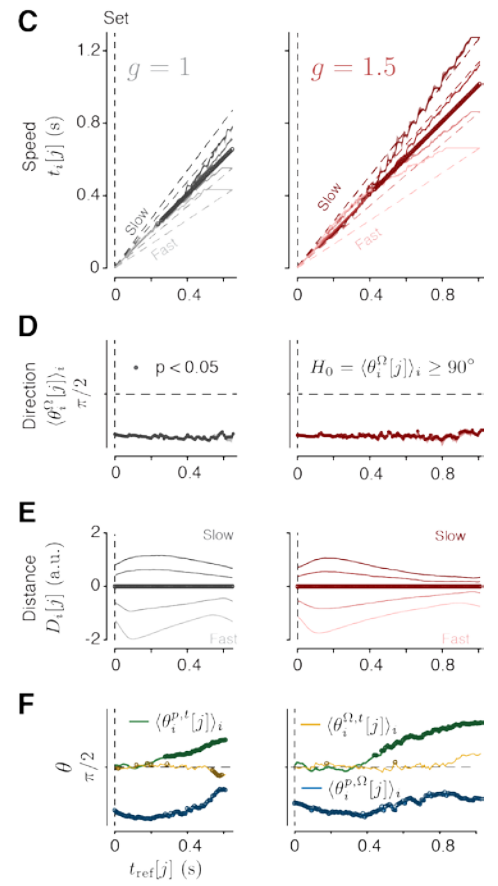 C
Set
g = 1
g = 1.5
Speed
t_i[j] (s)
1.2
0.8
0.4
0
Slow
Fast
Slow
Fast
0 0.4
0 0.4 0.8
D
Direction
⟨θ_i^Ω[j]⟩_i
π/2
p < 0.05
H_0 = ⟨θ_i^Ω[j]⟩_i ≥ 90°
0 0.4
0 0.4 0.8
E
Distance
D_i[j] (a.u.)
2
0
-2
Slow
Fast
Slow
Fast
0 0.4
0 0.4 0.8
F
θ
π/2
⟨θ_i^{p,t}[j]⟩_i
⟨θ_i^{Ω,t}[j]⟩_i
⟨θ_i^{p,Ω}[j]⟩_i
0 0.4
0 0.4 0.8
t_ref[j] (s)